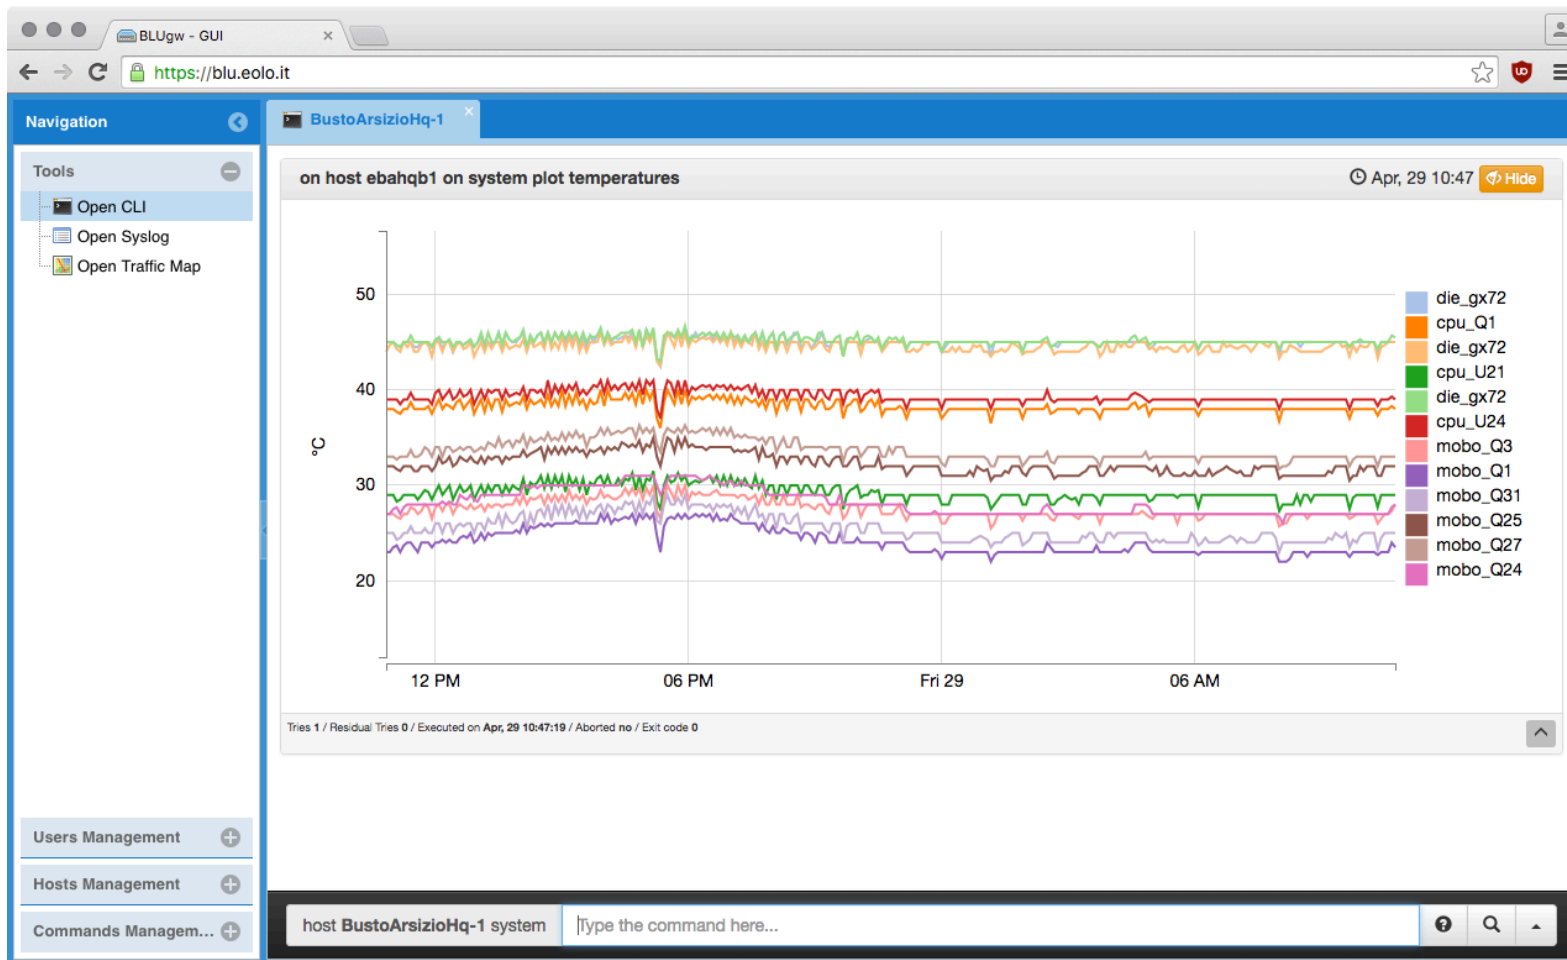 BLUgw - GUI
https://blu.eolo.it
Navigation
BustoArsizioHq-1
Tools
Open CLI
Open Syslog
Open Traffic Map
on host ebahqb1 on system plot temperatures
Apr, 29 10:47 Hide
50
40
30
20
°C
12 PM 06 PM Fri 29 06 AM
die_gx72
cpu_Q1
die_gx72
cpu_U21
die_gx72
cpu_U24
mobo_Q3
mobo_Q1
mobo_Q31
mobo_Q25
mobo_Q27
mobo_Q24
Tries 1 / Residual Tries 0 / Executed on Apr, 29 10:47:19 / Aborted no / Exit code 0
Users Management
Hosts Management
Commands Managem...
host BustoArsizioHq-1 system Type the command here...